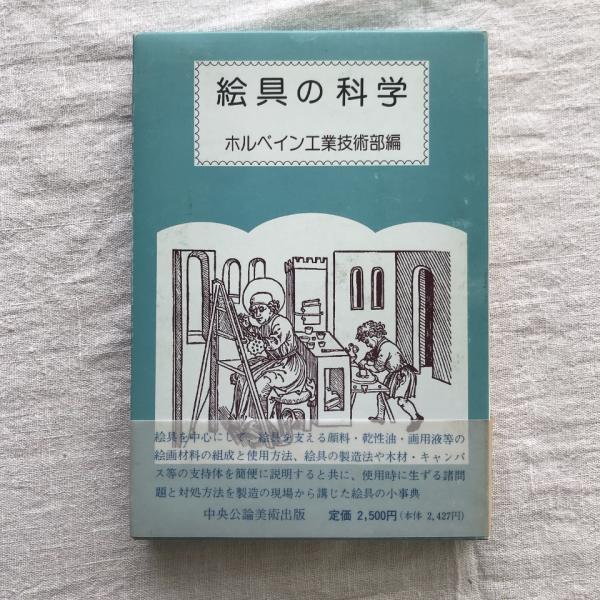 絵具の科学
ホルベイン工業技術部編
絵具を中心にして、絵具を支える顔料・乾性油・画用液等の
絵画材料の組成と使用方法、絵具の製造法や木材・キャンバ
ス等の支持体を簡便に説明すると共に、使用時に生ずる諸問
題と対処方法を製造の現場から講じた絵具の小事典
中央公論美術出版 定価 2,500円(本体 2,427円)